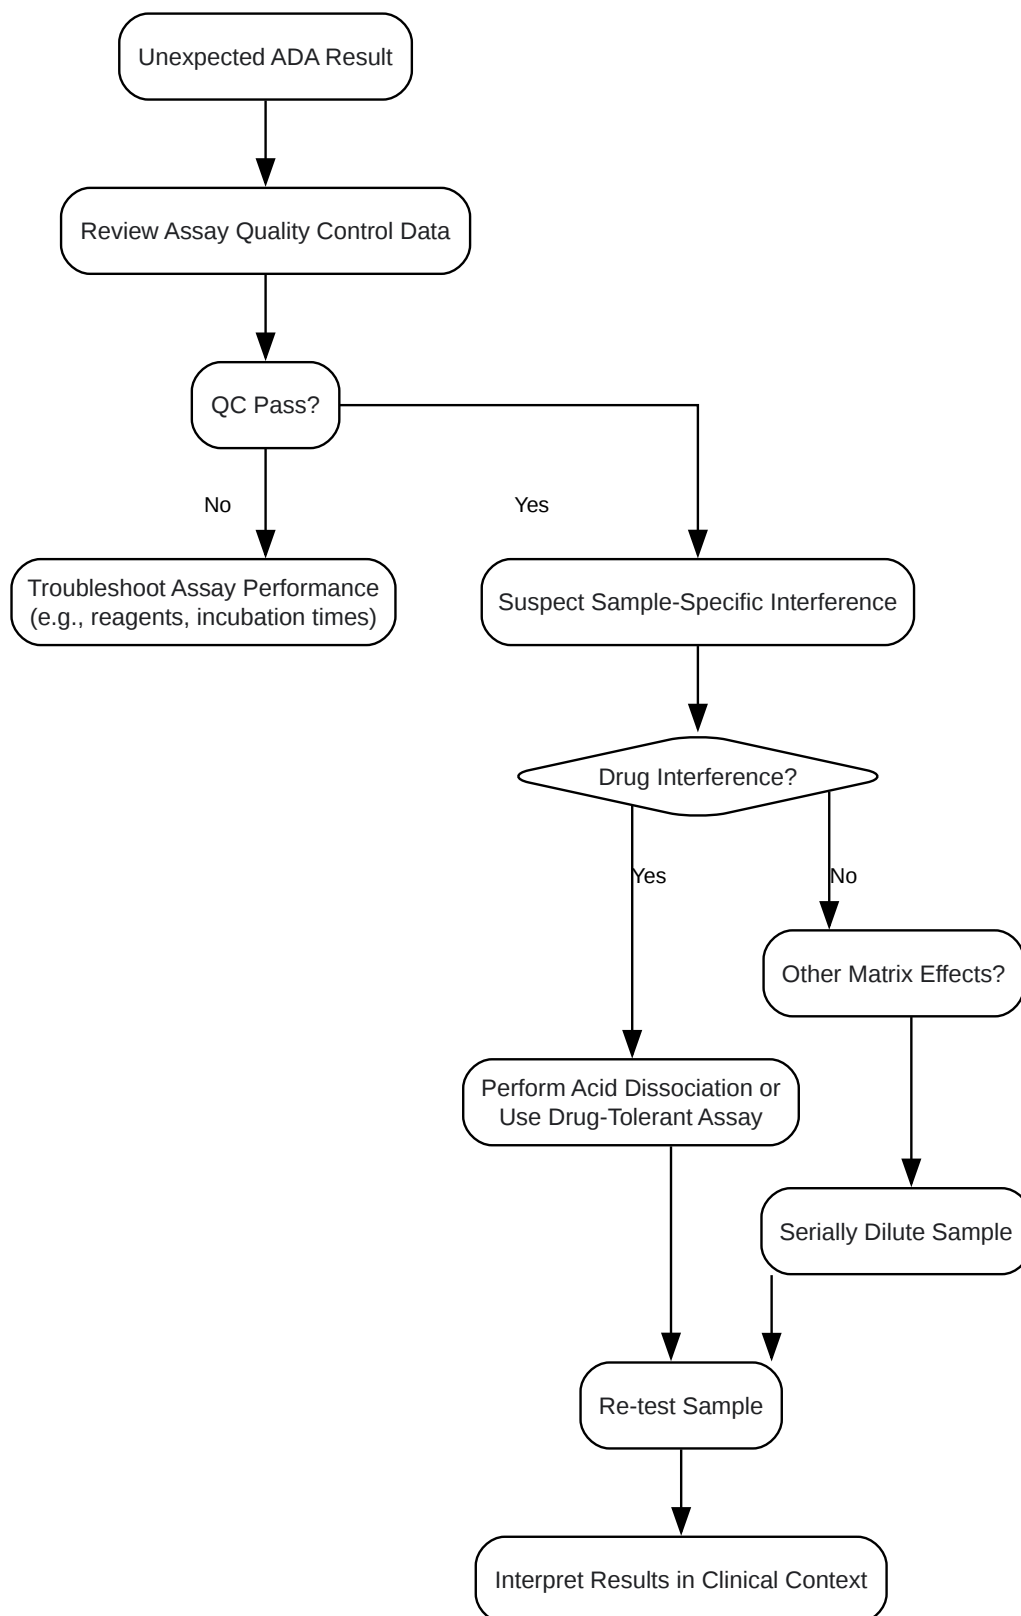 Unexpected ADA Result
Review Assay Quality Control Data
QC Pass?
No
Yes
Troubleshoot Assay Performance
(e.g., reagents, incubation times)
Suspect Sample-Specific Interference
Drug Interference?
Yes
No
Other Matrix Effects?
Perform Acid Dissociation or
Use Drug-Tolerant Assay
Serially Dilute Sample
Re-test Sample
Interpret Results in Clinical Context